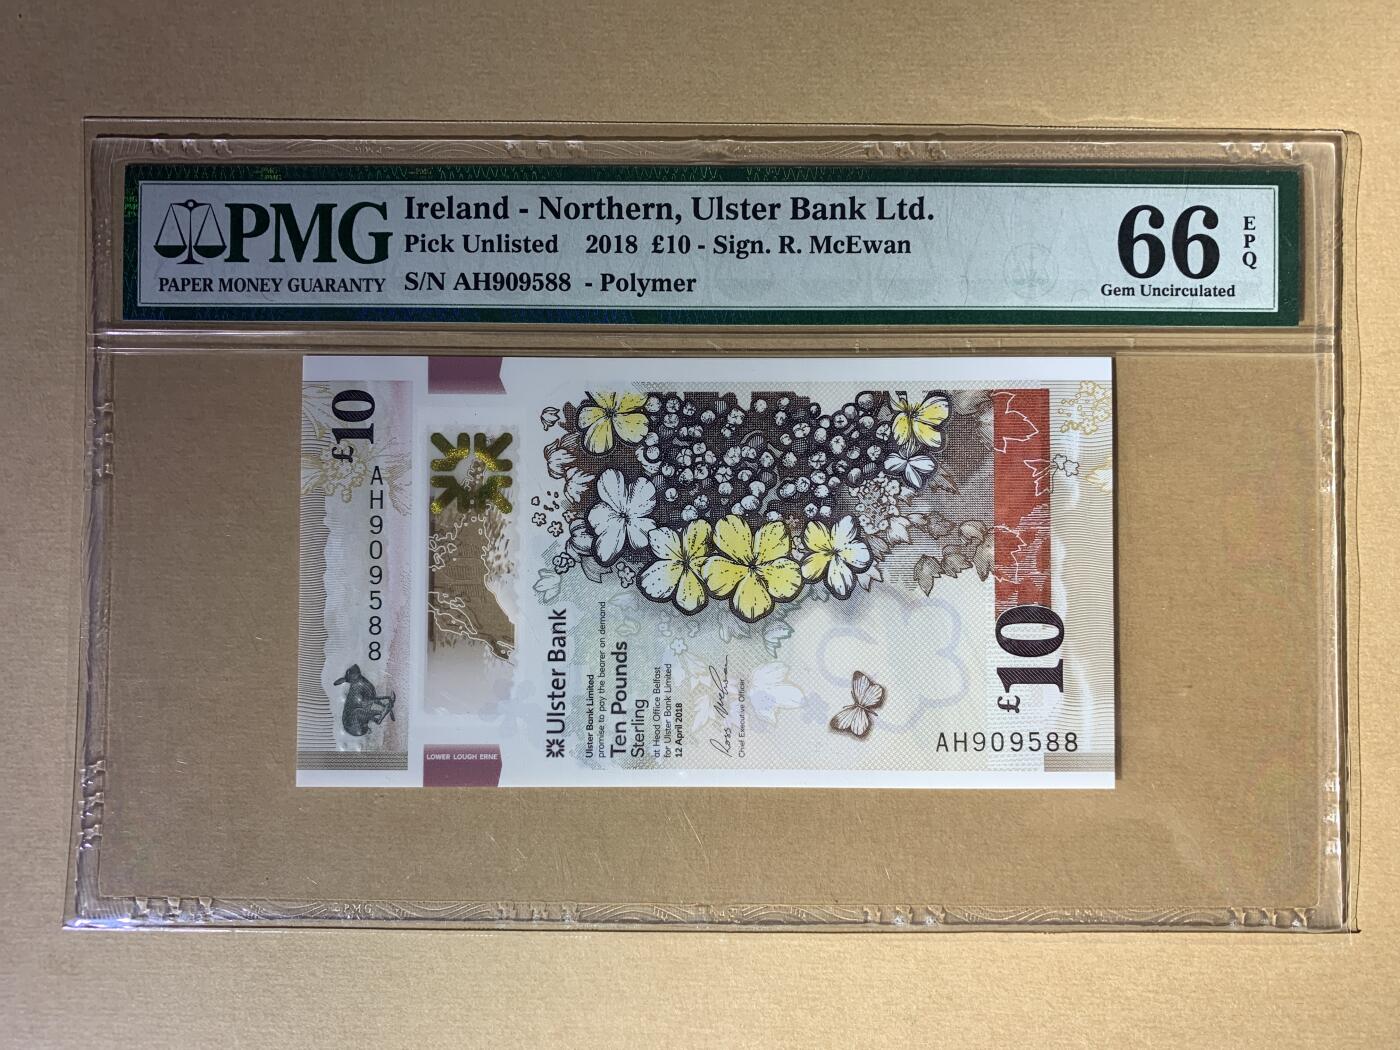 PMG
PAPER MONEY GUARANTY
Ireland - Northern, Ulster Bank Ltd.
Pick Unlisted 2018 £10 - Sign. R. McEwan
S/N AH909588 - Polymer
66
EPQ
Gem Uncirculated
£10
AH909588
LOWER LOUGH ERNE
Ulster Bank
Ulster Bank Limited
promise to pay the bearer on demand
Ten Pounds
Sterling
at Head Office Belfast
for Ulster Bank Limited
12 April 2018
Ross McEwan
Chief Executive Officer
£10
AH909588